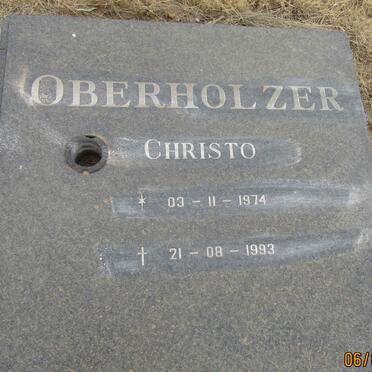 OBERHOLZER
CHRISTO
* 03 - 11 - 1974
† 21 - 08 - 1993
06/